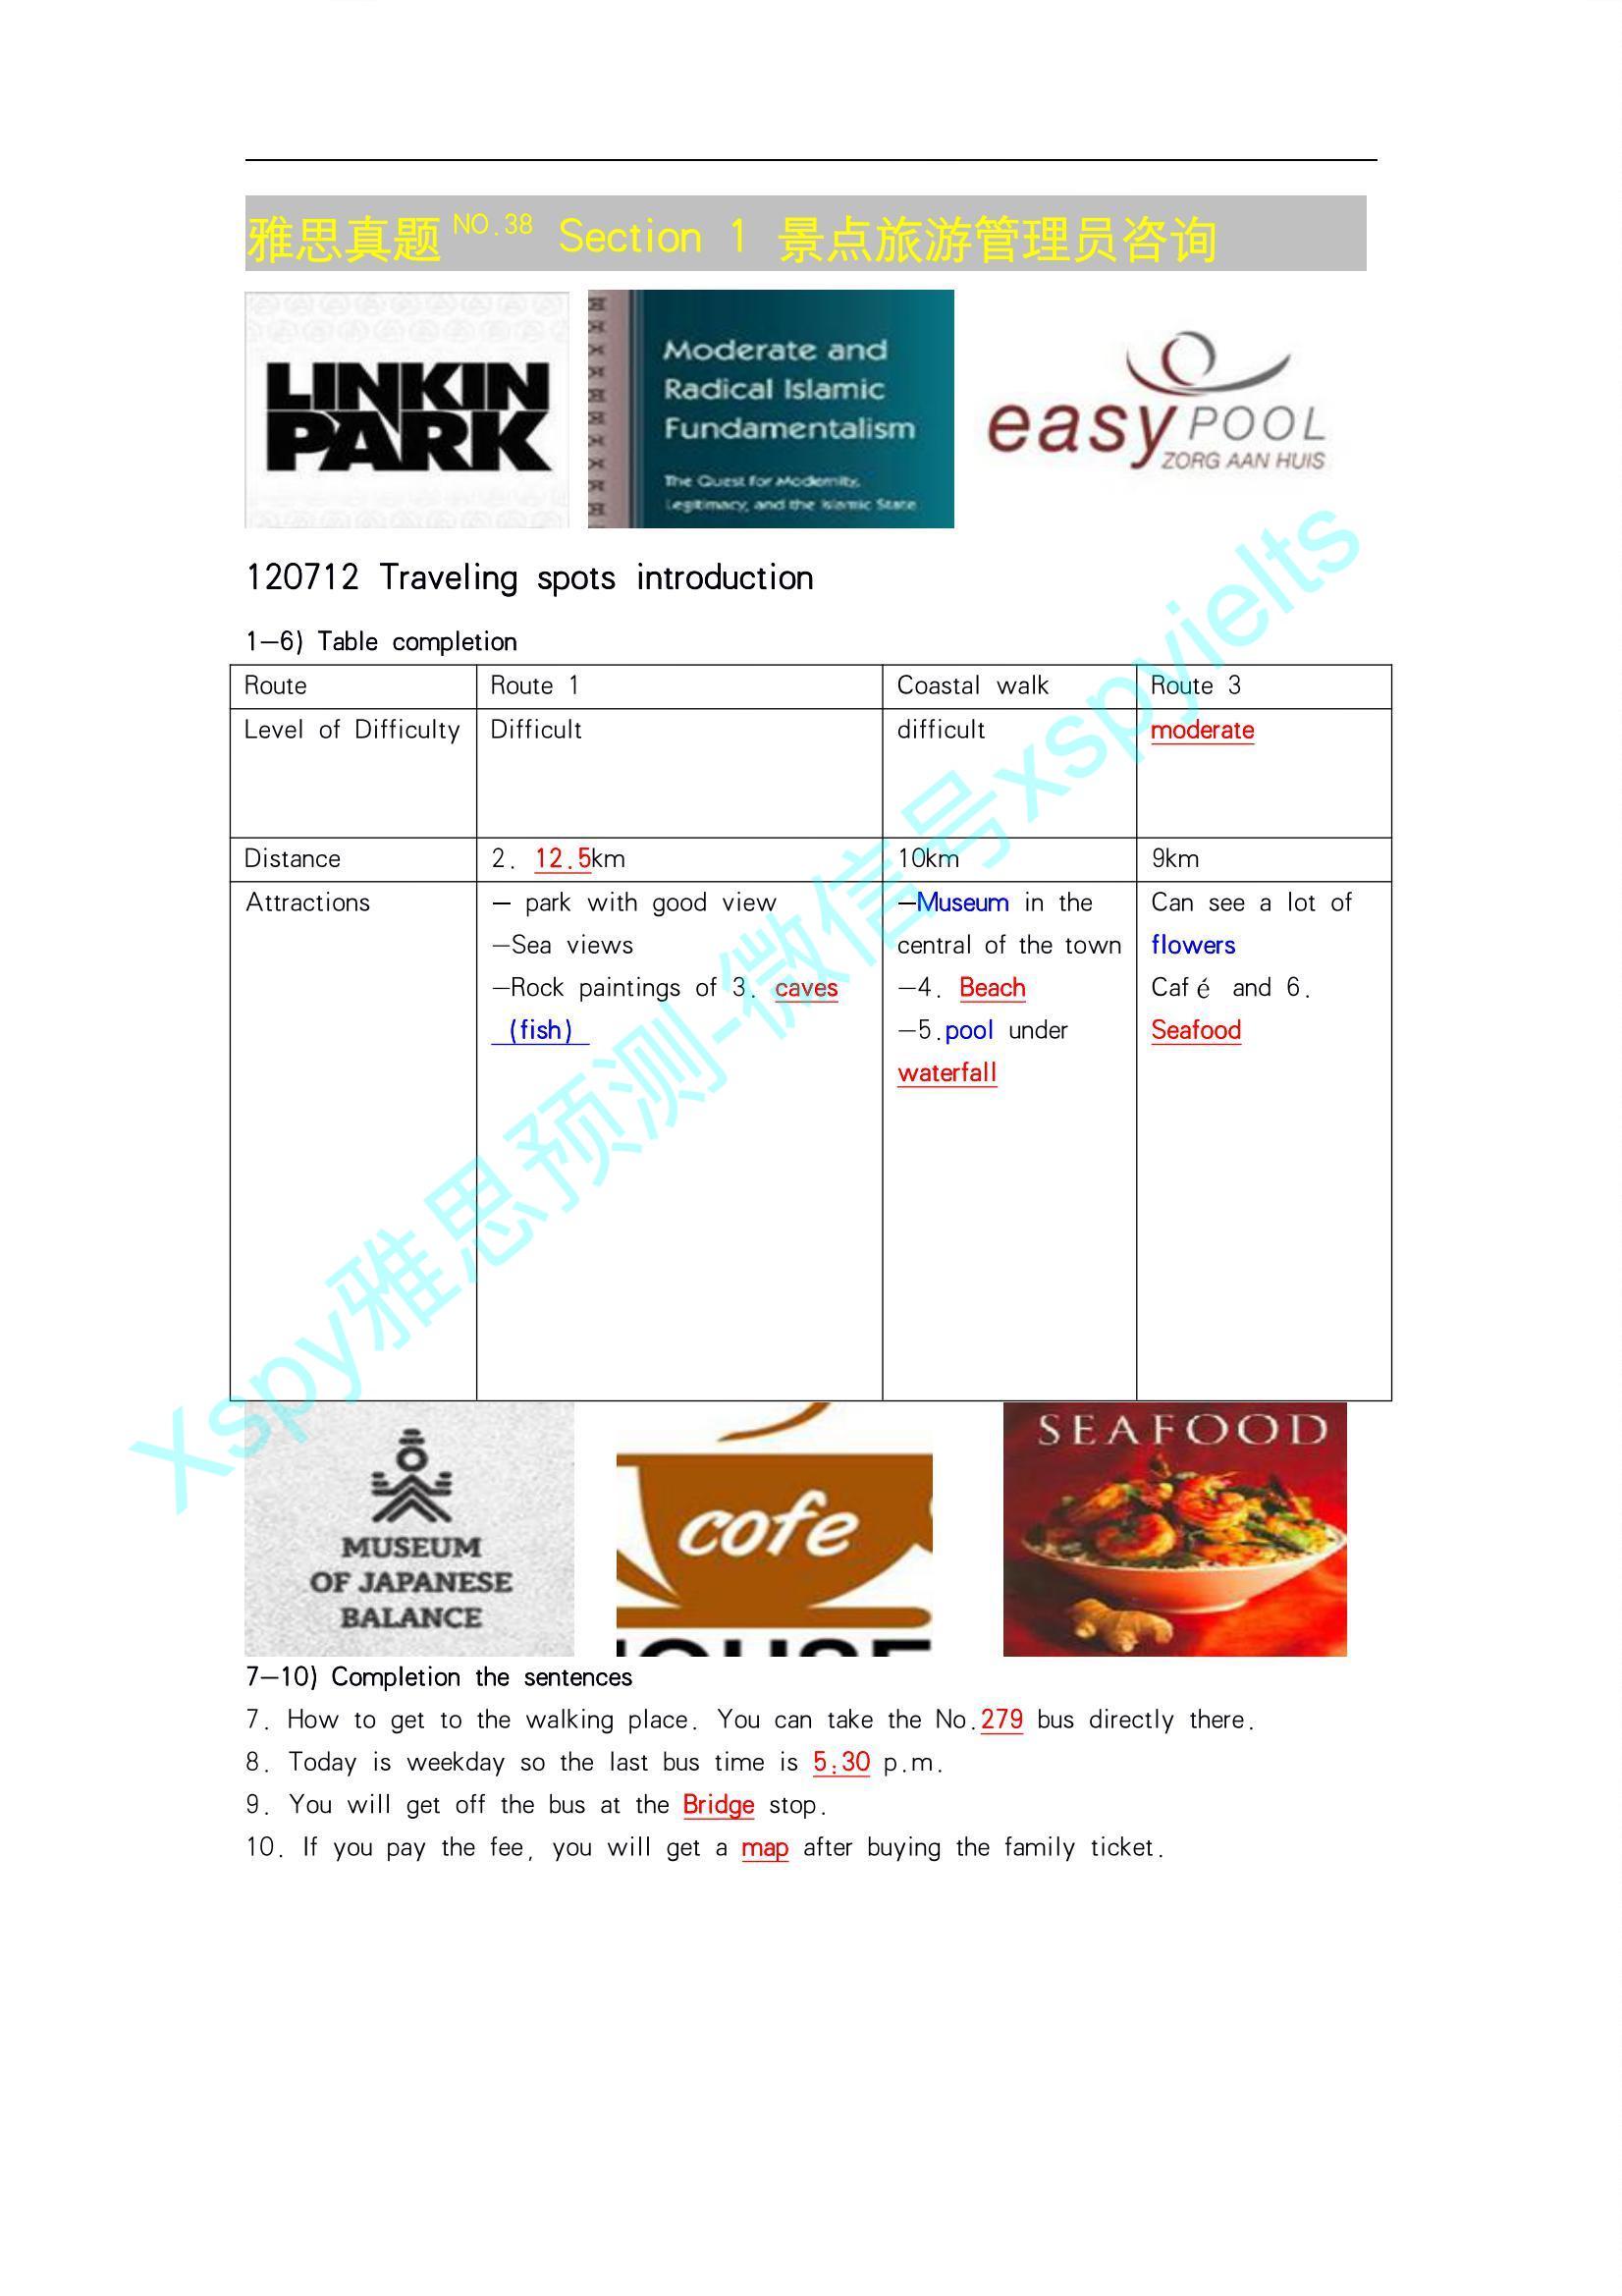 雅思真题 NO.38 Section 1 景点旅游管理员咨询
LINKIN
PARK
Moderate and
Radical Islamic
Fundamentalism
The Quest for Modernity,
Legitimacy, and the Islamic State
easy POOL
ZORG AAN HUIS
120712 Traveling spots introduction
1-6) Table completion
Route Route 1 Coastal walk Route 3
Level of Difficulty Difficult difficult moderate
Distance 2. 12.5km 10km 9km
Attractions
- park with good view
-Sea views
-Rock paintings of 3. caves
(fish)
-Museum in the
central of the town
-4. Beach
-5.pool under
waterfall
Can see a lot of
flowers
Café and 6.
Seafood
MUSEUM
OF JAPANESE
BALANCE
cofe
HOUSE
SEAFOOD
7-10) Completion the sentences
7. How to get to the walking place. You can take the No.279 bus directly there.
8. Today is weekday so the last bus time is 5:30 p.m.
9. You will get off the bus at the Bridge stop.
10. If you pay the fee, you will get a map after buying the family ticket.
Xspy雅思预测-微信号xspyielts